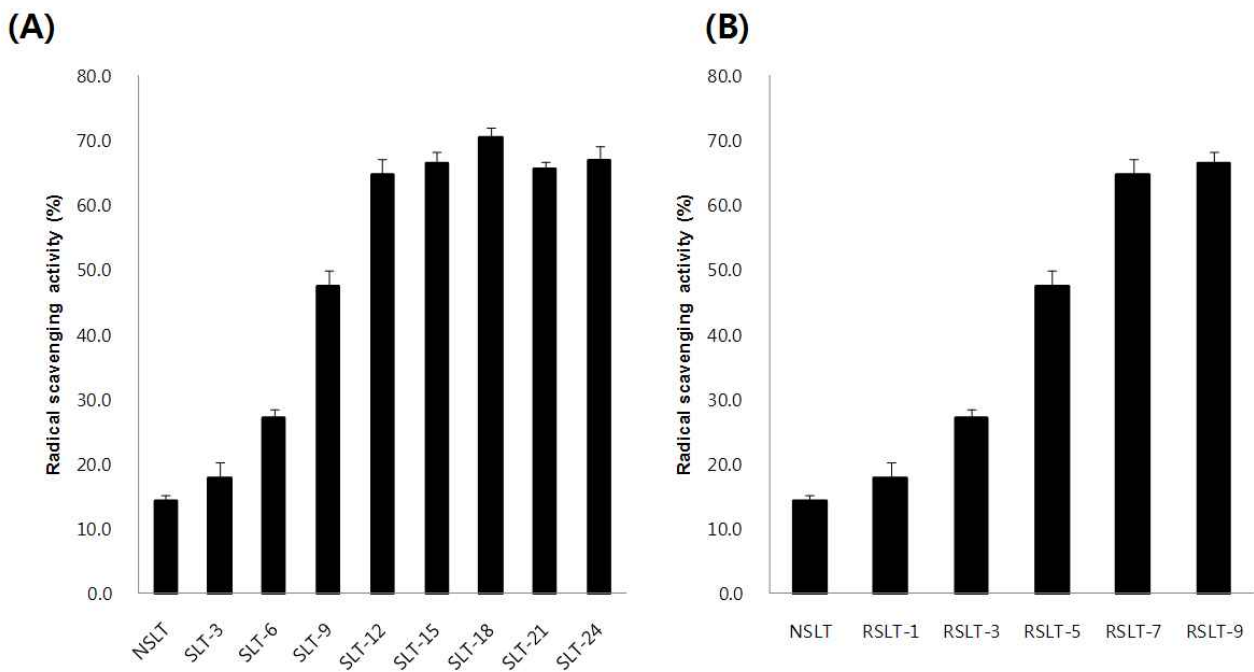 (A)
Radical scavenging activity (%)
80.0
70.0
60.0
50.0
40.0
30.0
20.0
10.0
0.0
NSLT
SLT-3
SLT-6
SLT-9
SLT-12
SLT-15
SLT-18
SLT-21
SLT-24
(B)
Radical scavenging activity (%)
80.0
70.0
60.0
50.0
40.0
30.0
20.0
10.0
0.0
NSLT RSLT-1 RSLT-3 RSLT-5 RSLT-7 RSLT-9